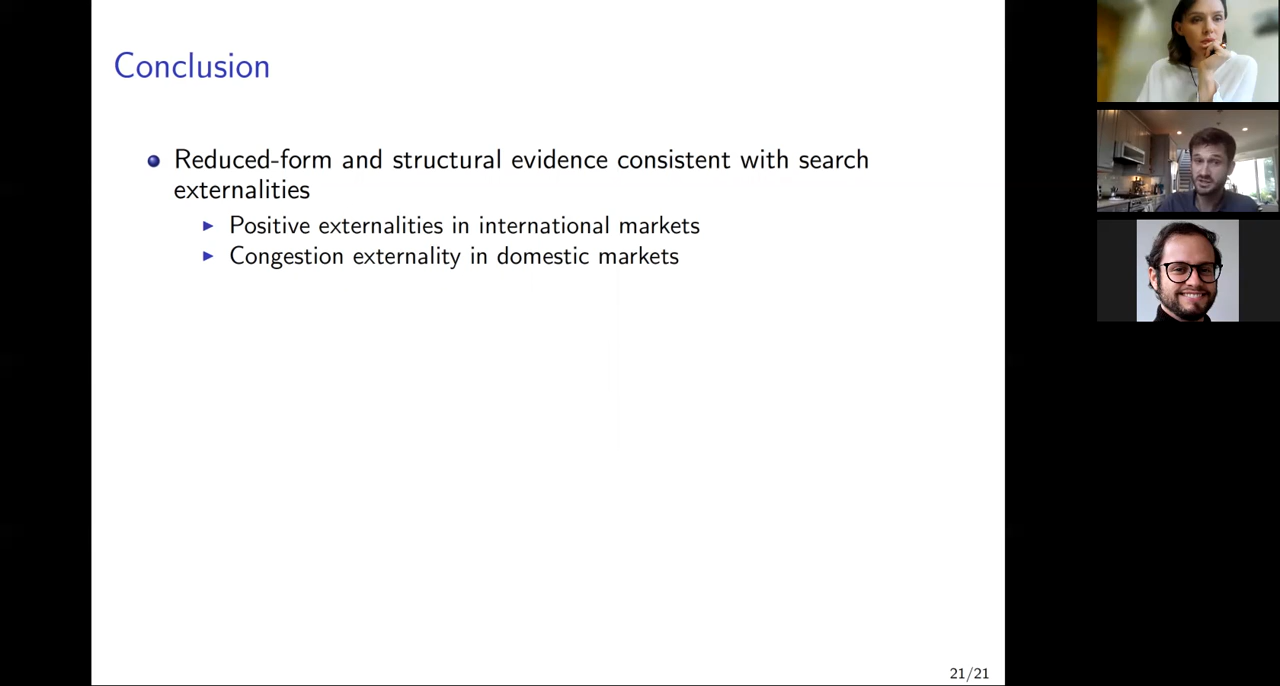 Conclusion
Reduced-form and structural evidence consistent with search
externalities
Positive externalities in international markets
Congestion externality in domestic markets
21/21